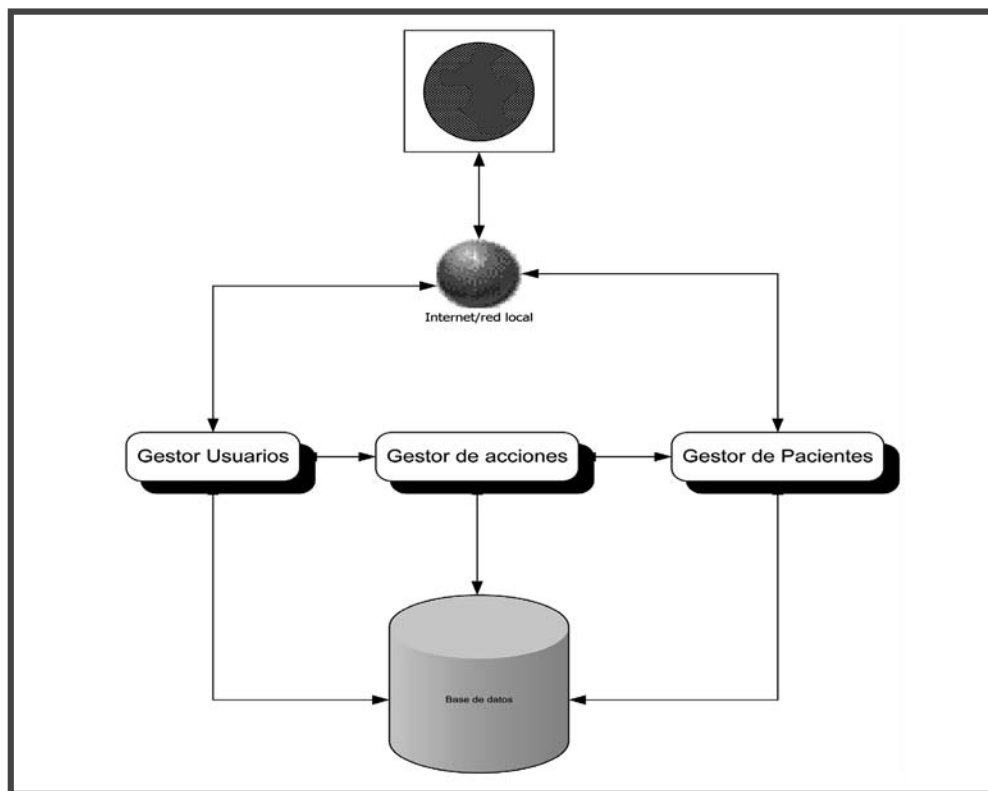 Internet/red local
Gestor Usuarios
Gestor de acciones
Gestor de Pacientes
Base de datos